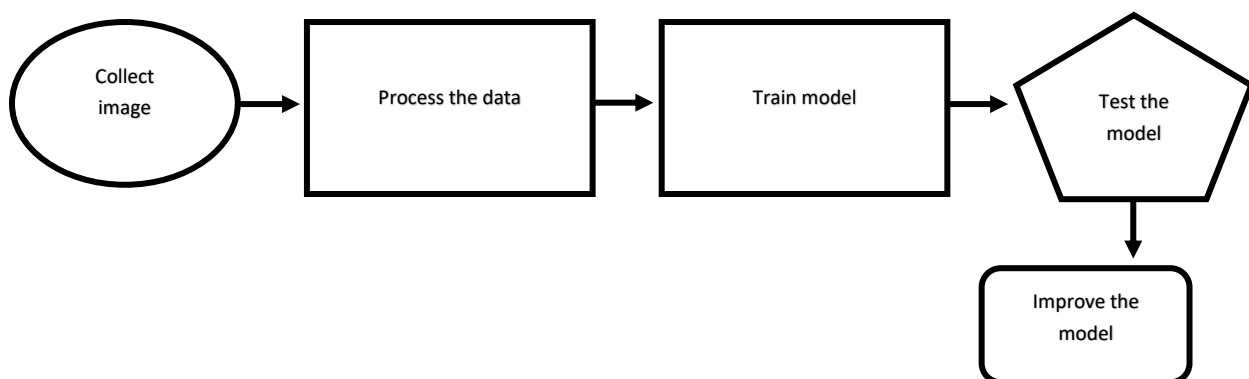 Collect
image
Process the data
Train model
Test the
model
Improve the
model